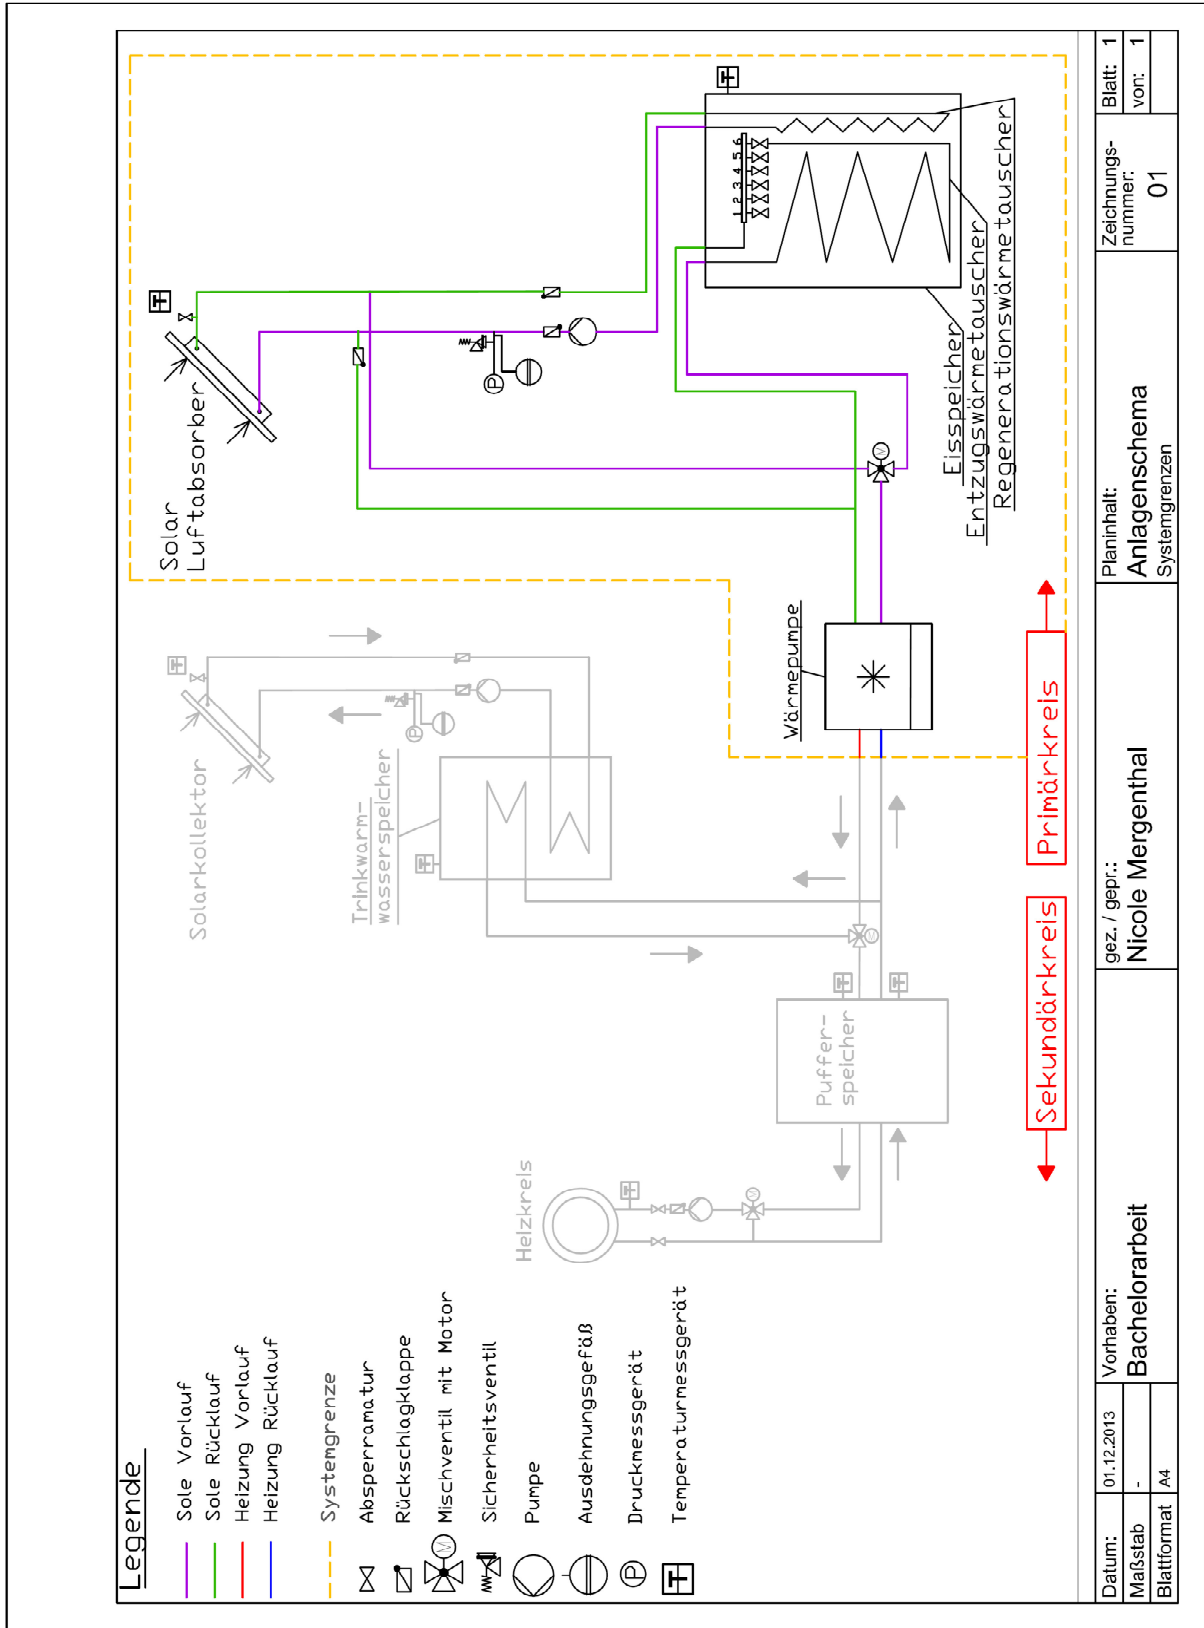 Legende
Sole Vorlauf
Sole Rücklauf
Heizung Vorlauf
Heizung Rücklauf
Systemgrenze
Absperramatur
Rückschlagklappe
M
Mischventil mit Motor
Sicherheitsventil
Pumpe
Ausdehnungsgefäß
P
Druckmessgerät
T
Temperaturmessgerät
Heizkreis
T
M
Puffer-
speicher
T
T
M
Solarkollektor
T
P
Trinkwarm-
wasserspeicher
T
Solar
Luftabsorber
T
P
M
Wärmepumpe
T
1 2 3 4 5 6
Eisspeicher
Entzugswärmetauscher
Regenerationswärmetauscher
Sekundärkreis
Primärkreis
Datum:
01.12.2013
Maßstab
-
Blattformat
A4
Vorhaben:
Bachelorarbeit
gez. / gepr.:
Nicole Mergenthal
Planinhalt:
Anlagenschema
Systemgrenzen
Zeichnungs-
nummer:
01
Blatt: 1
von: 1